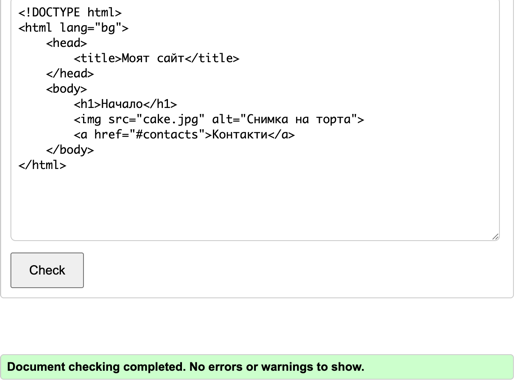 <!DOCTYPE html>
<html lang="bg">
    <head>
        <title>Моят сайт</title>
    </head>
    <body>
        <h1>Начало</h1>
        <img src="cake.jpg" alt="Снимка на торта">
        <a href="#contacts">Контакти</a>
    </body>
</html>
Check
Document checking completed. No errors or warnings to show.